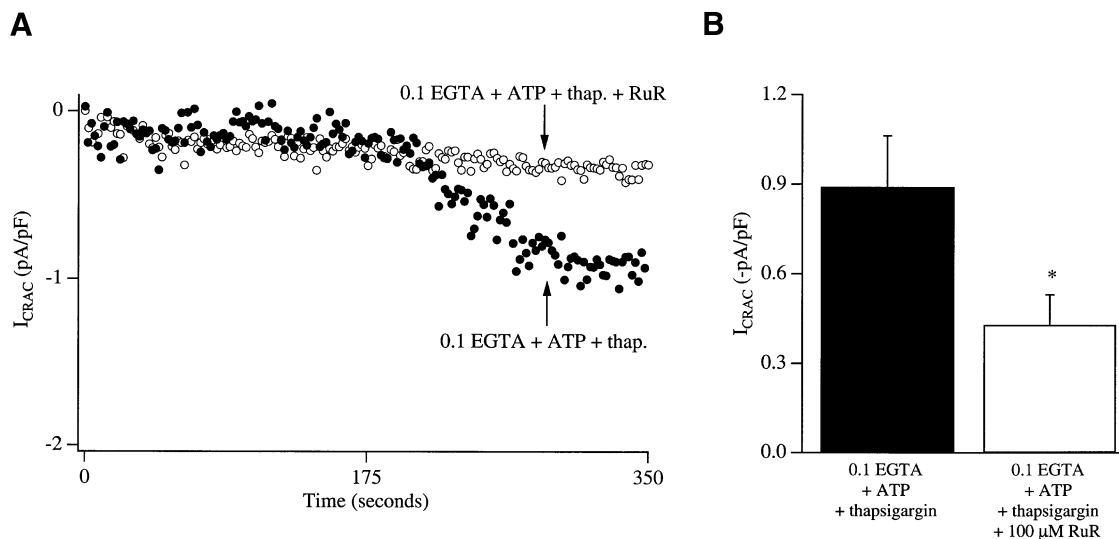 A
0.1 EGTA + ATP + thap. + RuR
0
-1
-2
I_CRAC (pA/pF)
0.1 EGTA + ATP + thap.
0
175
350
Time (seconds)
B
1.2
0.9
0.6
0.3
0.0
I_CRAC (-pA/pF)
*
0.1 EGTA
+ ATP
+ thapsigargin
0.1 EGTA
+ ATP
+ thapsigargin
+ 100 μM RuR